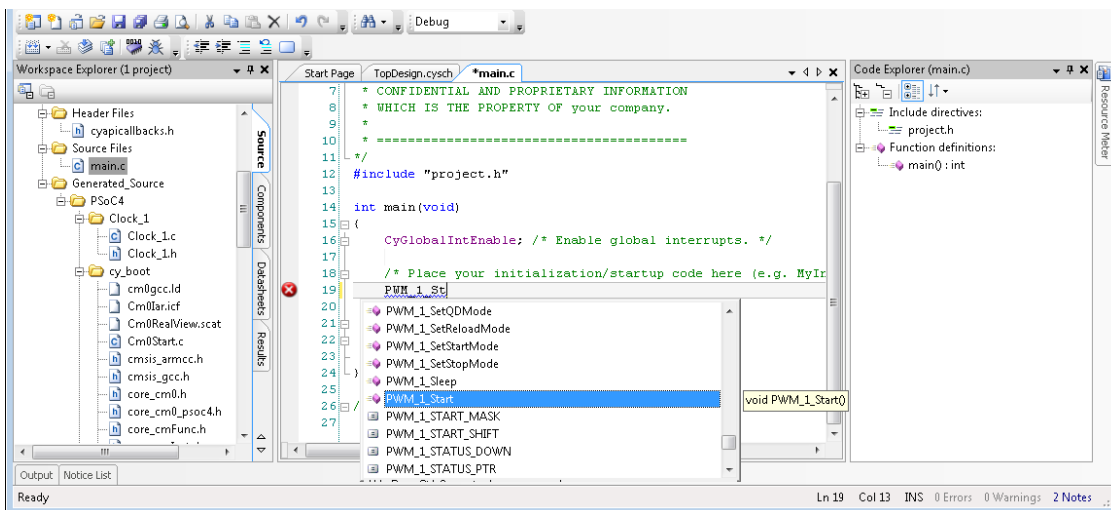 Debug
Workspace Explorer (1 project)
Header Files
cyapicallbacks.h
Source Files
main.c
Generated_Source
PSoC4
Clock_1
Clock_1.c
Clock_1.h
cy_boot
cm0gcc.ld
Cm0Iar.icf
Cm0RealView.scat
Cm0Start.c
cmsis_armcc.h
cmsis_gcc.h
core_cm0.h
core_cm0_psoc4.h
core_cmFunc.h
Source
Components
Datasheets
Results
Start Page TopDesign.cysch *main.c
7 * CONFIDENTIAL AND PROPRIETARY INFORMATION
8 * WHICH IS THE PROPERTY OF your company.
9 *
10 * ========================================
11 */
12 #include "project.h"
13
14 int main(void)
15 {
16 CyGlobalIntEnable; /* Enable global interrupts. */
17
18 /* Place your initialization/startup code here (e.g. MyIn
19 PWM_1_St
20
21
22
23
24 }
25
26 /
27
PWM_1_SetQDMode
PWM_1_SetReloadMode
PWM_1_SetStartMode
PWM_1_SetStopMode
PWM_1_Sleep
PWM_1_Start
PWM_1_START_MASK
PWM_1_START_SHIFT
PWM_1_STATUS_DOWN
PWM_1_STATUS_PTR
void PWM_1_Start()
Code Explorer (main.c)
Include directives:
project.h
Function definitions:
main() : int
Resource Meter
Output Notice List
Ready Ln 19 Col 13 INS 0 Errors 0 Warnings 2 Notes